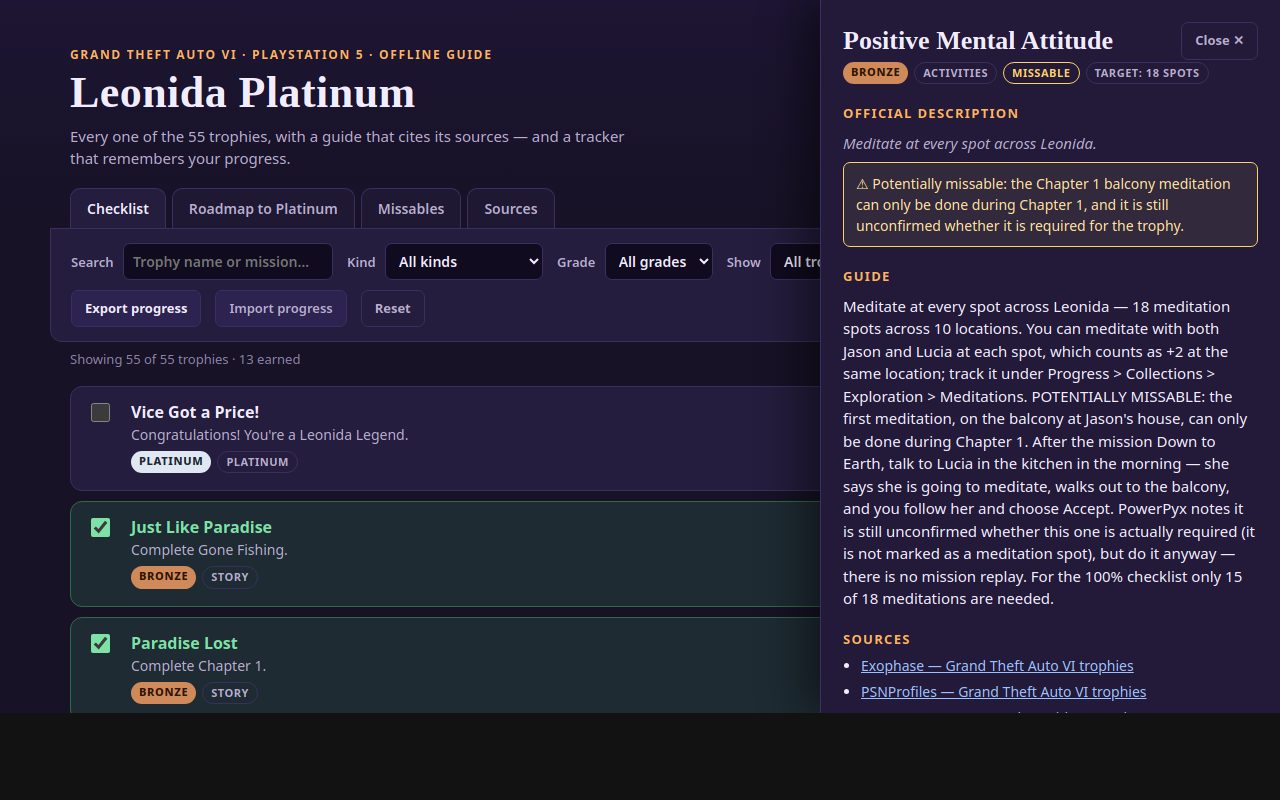 GRAND THEFT AUTO VI · PLAYSTATION 5 · OFFLINE GUIDE
Leonida Platinum
Every one of the 55 trophies, with a guide that cites its sources — and a tracker
that remembers your progress.
Checklist
Roadmap to Platinum
Missables
Sources
Search
Trophy name or mission...
Kind
All kinds
Grade
All grades
Show
All tro
Export progress
Import progress
Reset
Showing 55 of 55 trophies · 13 earned
Vice Got a Price!
Congratulations! You're a Leonida Legend.
PLATINUM
PLATINUM
Just Like Paradise
Complete Gone Fishing.
BRONZE
STORY
Paradise Lost
Complete Chapter 1.
BRONZE
STORY
Positive Mental Attitude
Close ✕
BRONZE
ACTIVITIES
MISSABLE
TARGET: 18 SPOTS
OFFICIAL DESCRIPTION
Meditate at every spot across Leonida.
⚠ Potentially missable: the Chapter 1 balcony meditation
can only be done during Chapter 1, and it is still
unconfirmed whether it is required for the trophy.
GUIDE
Meditate at every spot across Leonida — 18 meditation
spots across 10 locations. You can meditate with both
Jason and Lucia at each spot, which counts as +2 at the
same location; track it under Progress > Collections >
Exploration > Meditations. POTENTIALLY MISSABLE: the
first meditation, on the balcony at Jason's house, can only
be done during Chapter 1. After the mission Down to
Earth, talk to Lucia in the kitchen in the morning — she
says she is going to meditate, walks out to the balcony,
and you follow her and choose Accept. PowerPyx notes it
is still unconfirmed whether this one is actually required (it
is not marked as a meditation spot), but do it anyway —
there is no mission replay. For the 100% checklist only 15
of 18 meditations are needed.
SOURCES
• Exophase — Grand Theft Auto VI trophies
• PSNProfiles — Grand Theft Auto VI trophies